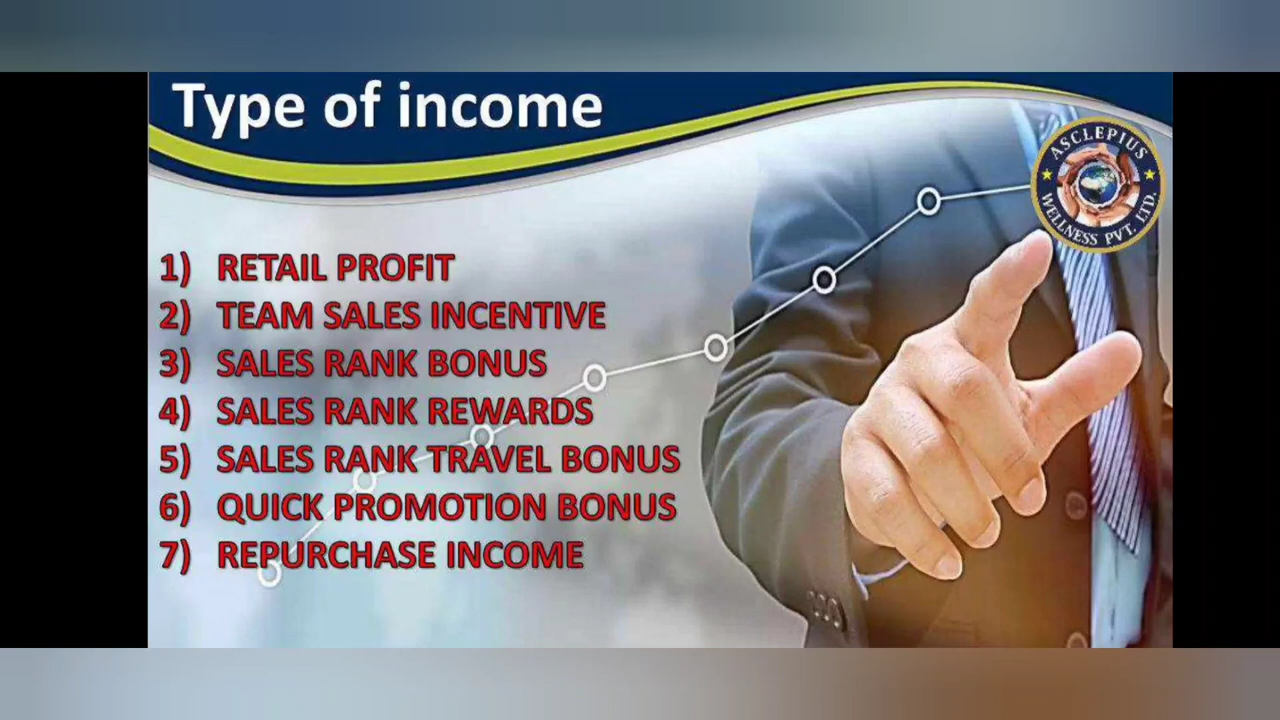 Type of income
ASCLEPIUS
WELLNESS PVT. LTD.
1) RETAIL PROFIT
2) TEAM SALES INCENTIVE
3) SALES RANK BONUS
4) SALES RANK REWARDS
5) SALES RANK TRAVEL BONUS
6) QUICK PROMOTION BONUS
7) REPURCHASE INCOME